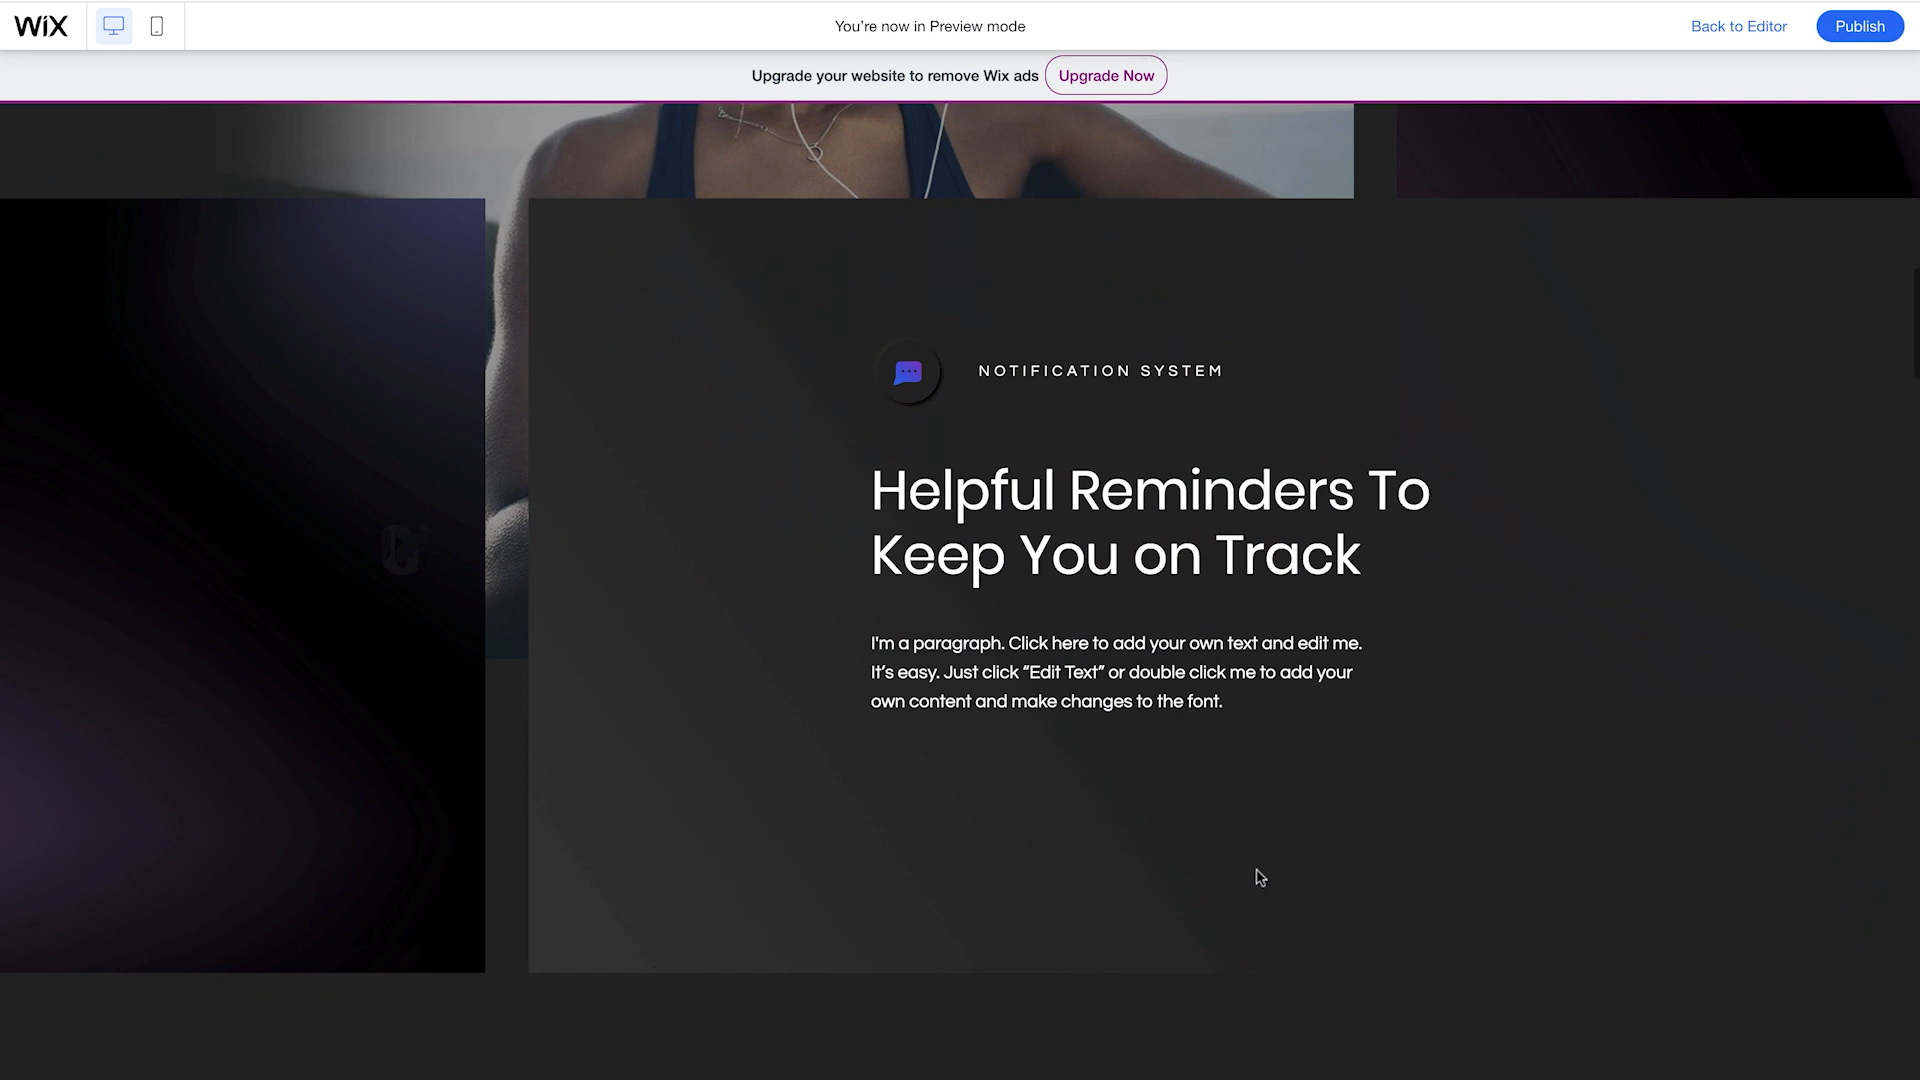 WiX
You're now in Preview mode
Back to Editor
Publish
Upgrade your website to remove Wix ads
Upgrade Now
NOTIFICATION SYSTEM
Helpful Reminders To
Keep You on Track
I'm a paragraph. Click here to add your own text and edit me.
It's easy. Just click “Edit Text” or double click me to add your
own content and make changes to the font.